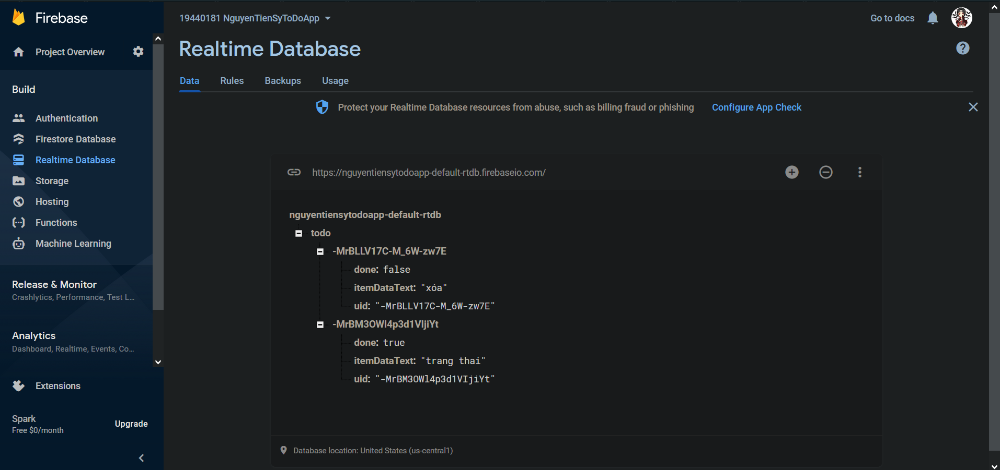 Firebase
Project Overview
Build
Authentication
Firestore Database
Realtime Database
Storage
Hosting
Functions
Machine Learning
Release & Monitor
Crashlytics, Performance, Test L...
Analytics
Dashboard, Realtime, Events, Co...
Extensions
Spark
Free $0/month
Upgrade
19440181 NguyenTienSyToDoApp
Go to docs
Realtime Database
Data Rules Backups Usage
Protect your Realtime Database resources from abuse, such as billing fraud or phishing Configure App Check
https://nguyentiensytodoapp-default-rtdb.firebaseio.com/
nguyentiensytodoapp-default-rtdb
todo
-MrBLLV17C-M_6W-zw7E
done: false
itemDataText: "xóa"
uid: "-MrBLLV17C-M_6W-zw7E"
-MrBM3OWl4p3d1VIjiYt
done: true
itemDataText: "trang thai"
uid: "-MrBM3OWl4p3d1VIjiYt"
Database location: United States (us-central1)